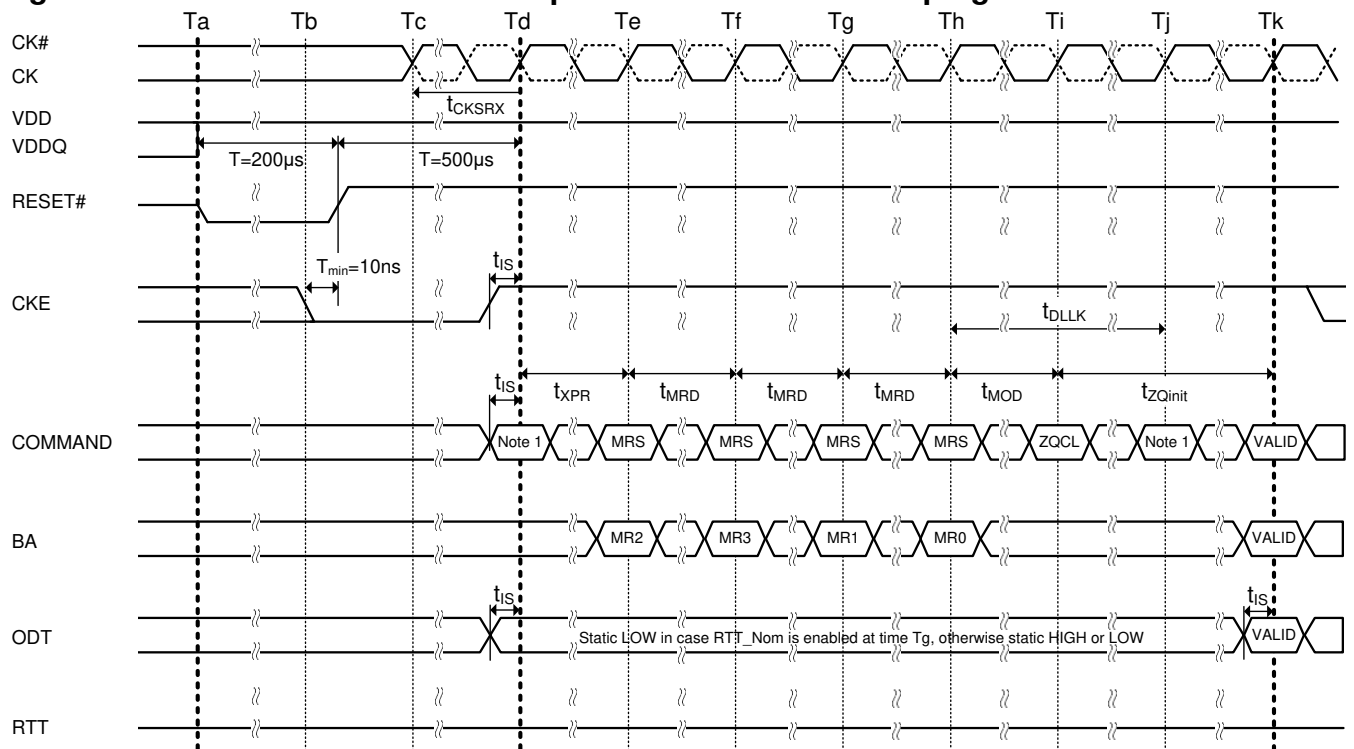 Ta Tb Tc Td Te Tf Tg Th Ti Tj Tk
CK#
CK
tCKSRX
VDD
VDDQ
T=200µs T=500µs
RESET#
Tmin=10ns tIS
CKE
tDLLK
tIS tXPR tMRD tMRD tMRD tMOD tZQinit
COMMAND Note 1 MRS MRS MRS MRS ZQCL Note 1 VALID
BA MR2 MR3 MR1 MR0 VALID
tIS tIS
ODT Static LOW in case RTT_Nom is enabled at time Tg, otherwise static HIGH or LOW VALID
RTT